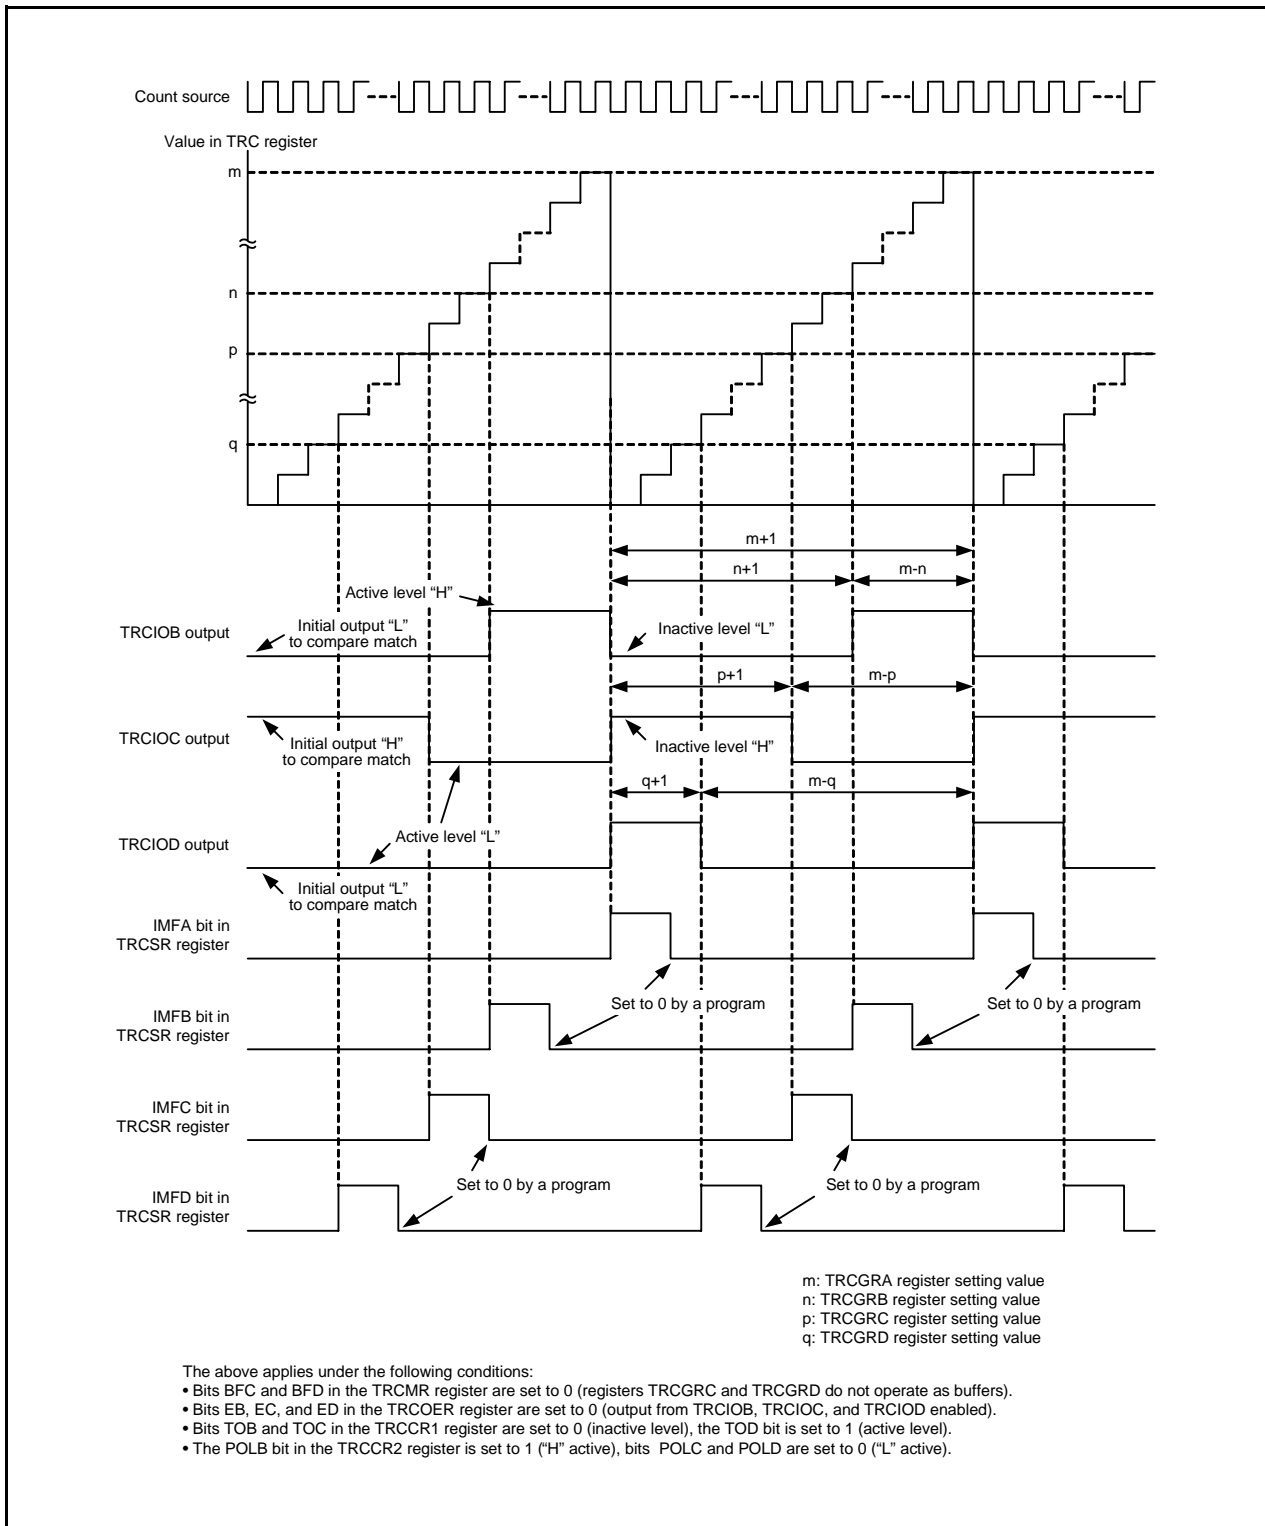 Count source
Value in TRC register
m
n
p
q
m+1
n+1
m-n
Active level “H”
TRCIOB output
Initial output “L”
to compare match
Inactive level “L”
p+1
m-p
TRCIOC output
Initial output “H”
to compare match
Inactive level “H”
q+1
m-q
Active level “L”
TRCIOD output
Initial output “L”
to compare match
IMFA bit in
TRCSR register
Set to 0 by a program
Set to 0 by a program
IMFB bit in
TRCSR register
IMFC bit in
TRCSR register
Set to 0 by a program
Set to 0 by a program
IMFD bit in
TRCSR register
m: TRCGRA register setting value
n: TRCGRB register setting value
p: TRCGRC register setting value
q: TRCGRD register setting value
The above applies under the following conditions:
• Bits BFC and BFD in the TRCMR register are set to 0 (registers TRCGRC and TRCGRD do not operate as buffers).
• Bits EB, EC, and ED in the TRCOER register are set to 0 (output from TRCIOB, TRCIOC, and TRCIOD enabled).
• Bits TOB and TOC in the TRCCR1 register are set to 0 (inactive level), the TOD bit is set to 1 (active level).
• The POLB bit in the TRCCR2 register is set to 1 (“H” active), bits  POLC and POLD are set to 0 (“L” active).